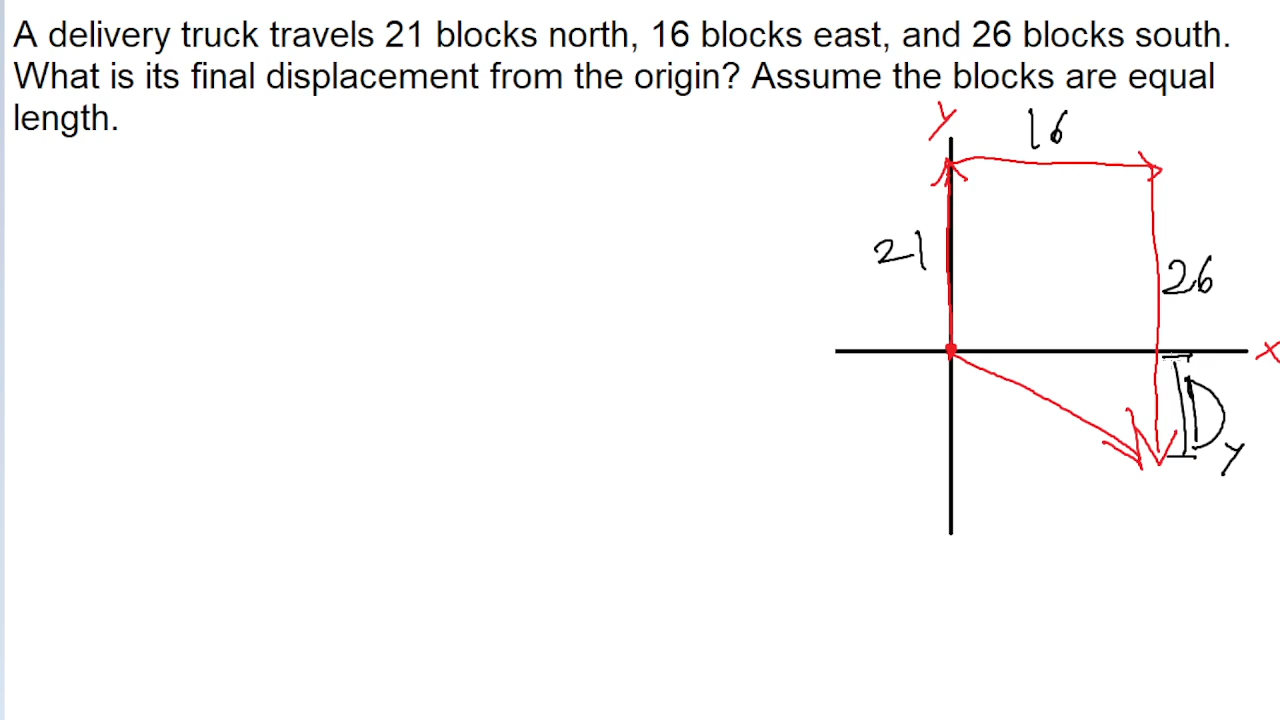 A delivery truck travels 21 blocks north, 16 blocks east, and 26 blocks south.
What is its final displacement from the origin? Assume the blocks are equal
length.
y
16
21
26
x
Dy